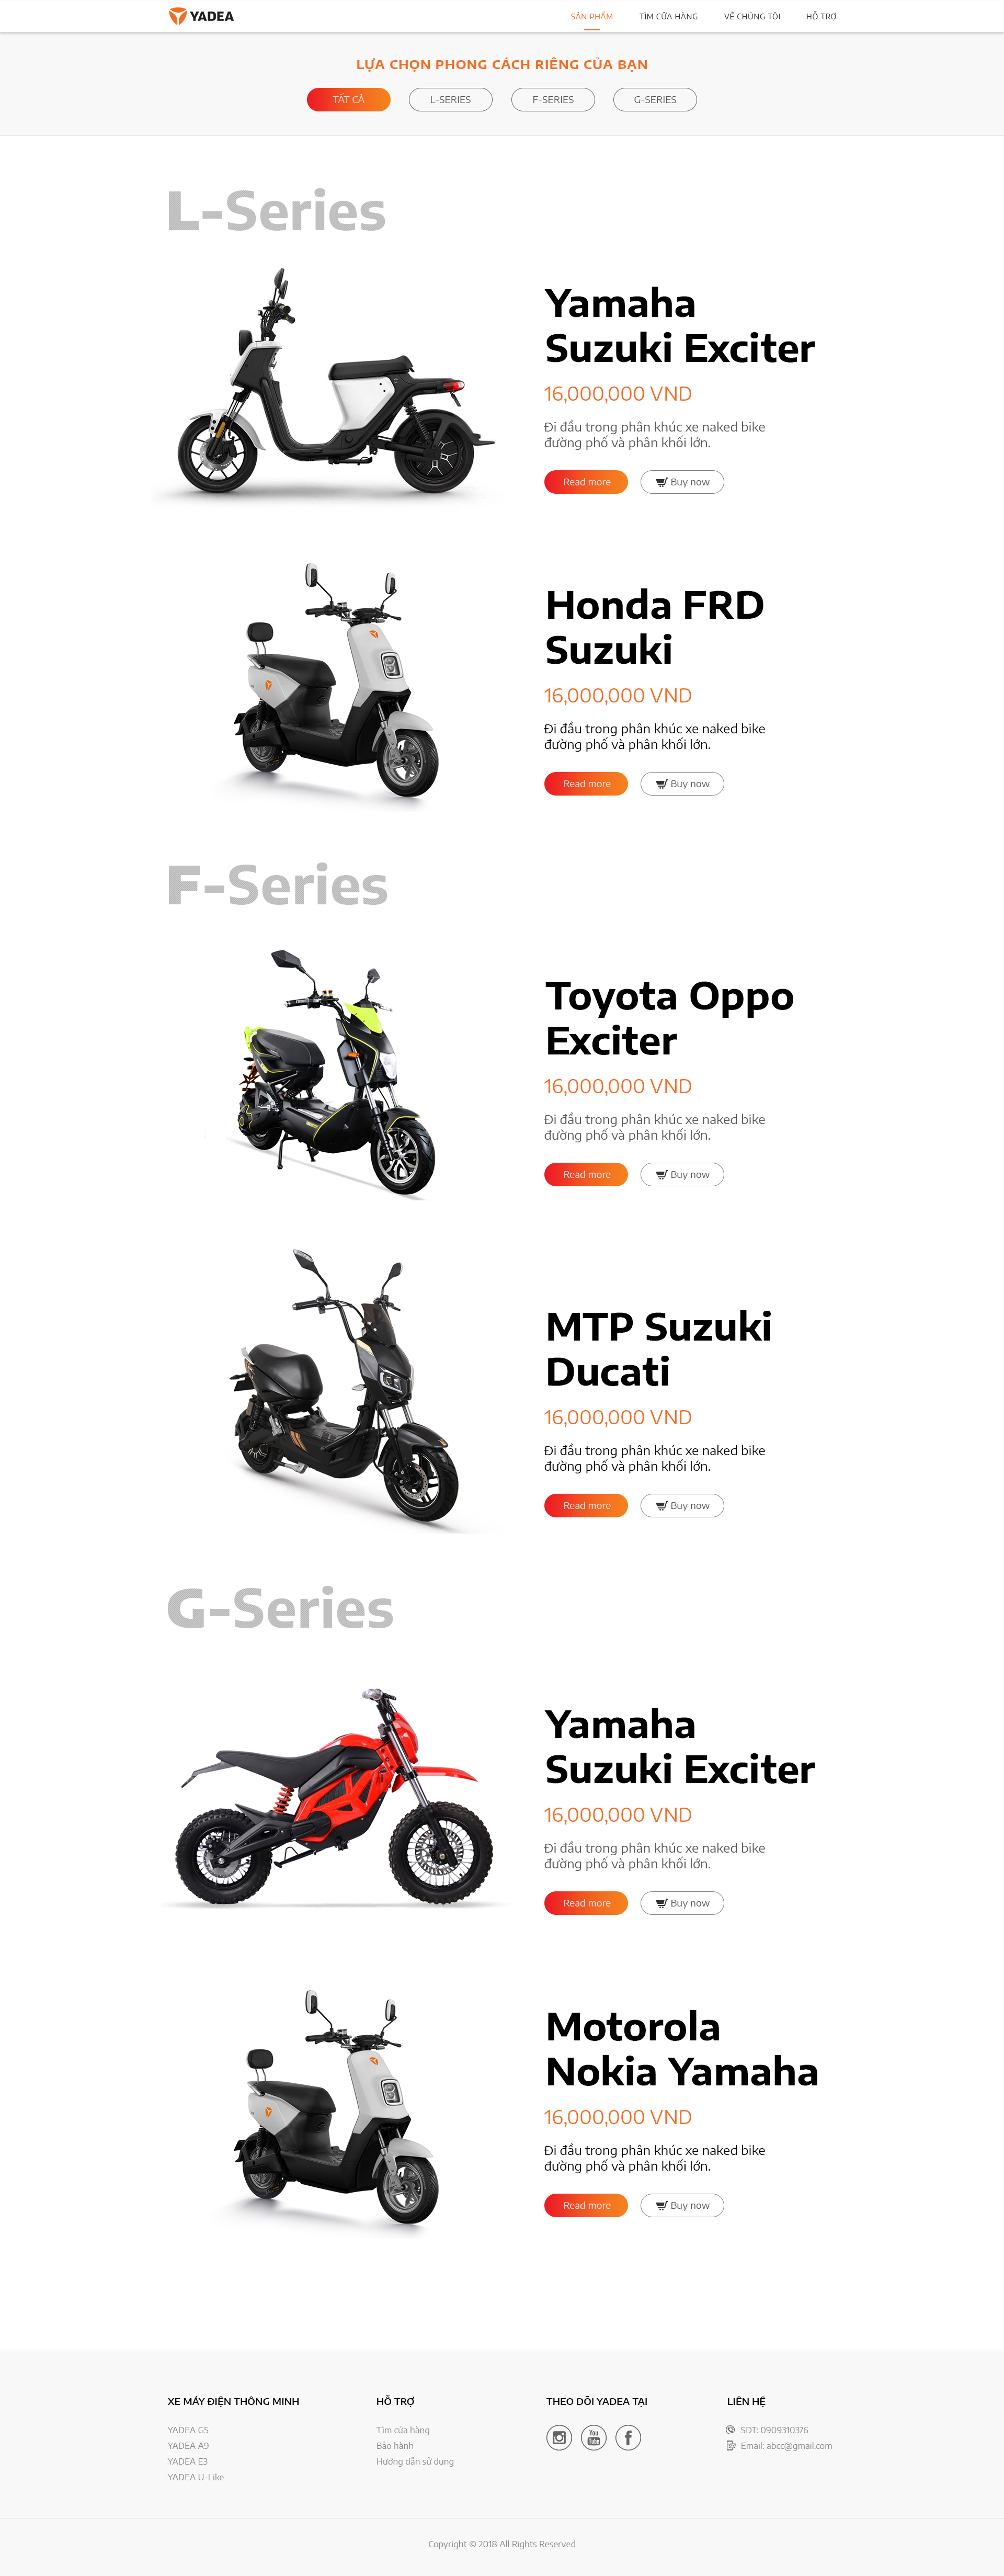 YADEA
SẢN PHẨM
TÌM CỬA HÀNG
VỀ CHÚNG TÔI
HỖ TRỢ
LỰA CHỌN PHONG CÁCH RIÊNG CỦA BẠN
TẤT CẢ
L-SERIES
F-SERIES
G-SERIES
L-Series
Yamaha
Suzuki Exciter
16,000,000 VND
Đi đầu trong phân khúc xe naked bike
đường phố và phân khối lớn.
Read more
Buy now
Honda FRD
Suzuki
16,000,000 VND
Đi đầu trong phân khúc xe naked bike
đường phố và phân khối lớn.
Read more
Buy now
F-Series
Toyota Oppo
Exciter
16,000,000 VND
Đi đầu trong phân khúc xe naked bike
đường phố và phân khối lớn.
Read more
Buy now
MTP Suzuki
Ducati
16,000,000 VND
Đi đầu trong phân khúc xe naked bike
đường phố và phân khối lớn.
Read more
Buy now
G-Series
Yamaha
Suzuki Exciter
16,000,000 VND
Đi đầu trong phân khúc xe naked bike
đường phố và phân khối lớn.
Read more
Buy now
Motorola
Nokia Yamaha
16,000,000 VND
Đi đầu trong phân khúc xe naked bike
đường phố và phân khối lớn.
Read more
Buy now
XE MÁY ĐIỆN THÔNG MINH
YADEA G5
YADEA A9
YADEA E3
YADEA U-Like
HỖ TRỢ
Tìm cửa hàng
Bảo hành
Hướng dẫn sử dụng
THEO DÕI YADEA TẠI
You
Tube
LIÊN HỆ
SDT: 0909310376
Email: abcc@gmail.com
Copyright © 2018 All Rights Reserved